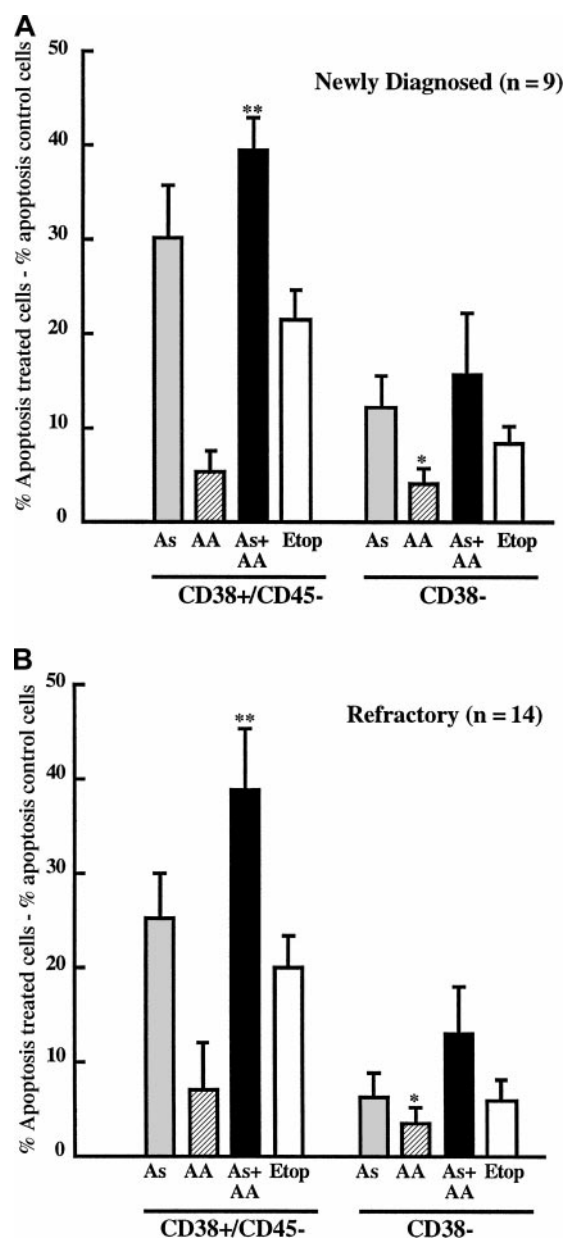 A
% Apoptosis treated cells - % apoptosis control cells
50
40
30
20
10
0
Newly Diagnosed (n = 9)
**
*
As AA As+ Etop As AA As+ Etop
AA AA
CD38+/CD45- CD38-
B
% Apoptosis treated cells - % apoptosis control cells
50
40
30
20
10
0
Refractory (n = 14)
**
*
As AA As+ Etop As AA As+ Etop
AA AA
CD38+/CD45- CD38-